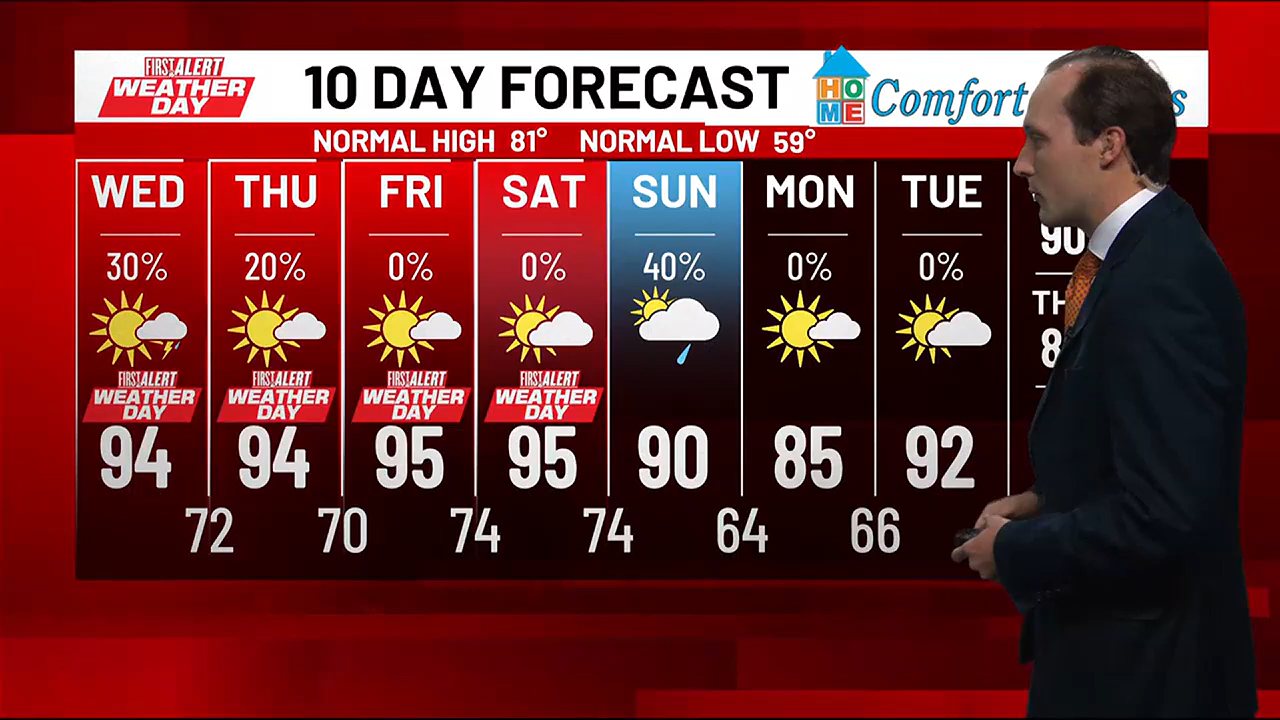 FIRST ALERT
WEATHER
DAY
10 DAY FORECAST
HOME
Comfort
NORMAL HIGH 81° NORMAL LOW 59°
WED THU FRI SAT SUN MON TUE
30% 20% 0% 0% 40% 0% 0%
90
FIRST ALERT FIRST ALERT FIRST ALERT FIRST ALERT
WEATHER WEATHER WEATHER WEATHER
DAY DAY DAY DAY
94 94 95 95 90 85 92
72 70 74 74 64 66